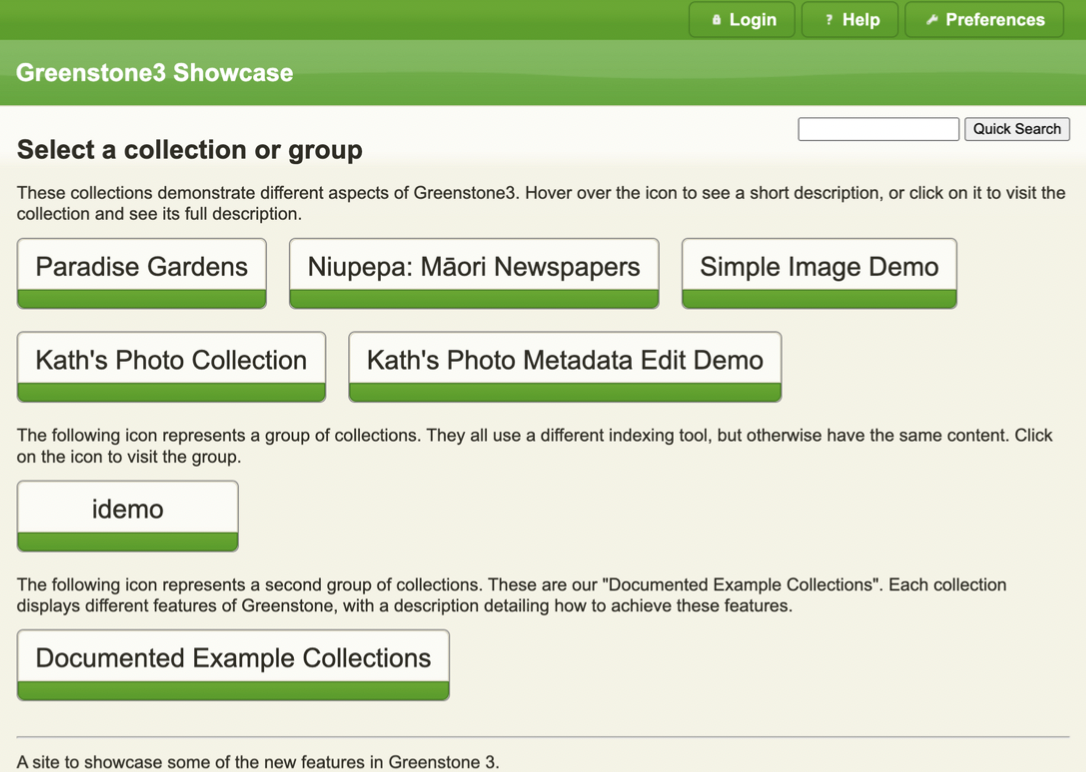 Login
? Help
Preferences
Greenstone3 Showcase
Quick Search
Select a collection or group
These collections demonstrate different aspects of Greenstone3. Hover over the icon to see a short description, or click on it to visit the
collection and see its full description.
Paradise Gardens
Niupepa: Māori Newspapers
Simple Image Demo
Kath's Photo Collection
Kath's Photo Metadata Edit Demo
The following icon represents a group of collections. They all use a different indexing tool, but otherwise have the same content. Click
on the icon to visit the group.
idemo
The following icon represents a second group of collections. These are our "Documented Example Collections". Each collection
displays different features of Greenstone, with a description detailing how to achieve these features.
Documented Example Collections
A site to showcase some of the new features in Greenstone 3.